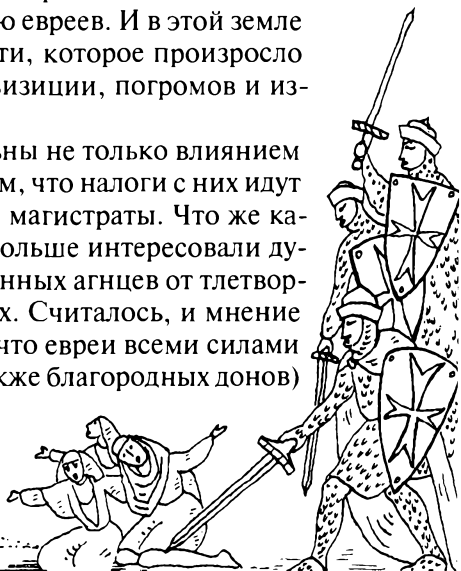 ю евреев. И в этой земле
ти, которое произросло
визиции, погромов и из-
ны не только влиянием
м, что налоги с них идут
магистраты. Что же ка-
ольше интересовали ду-
нных агнцев от тлетвор-
х. Считалось, и мнение
что евреи всеми силами
кже благородных донов)